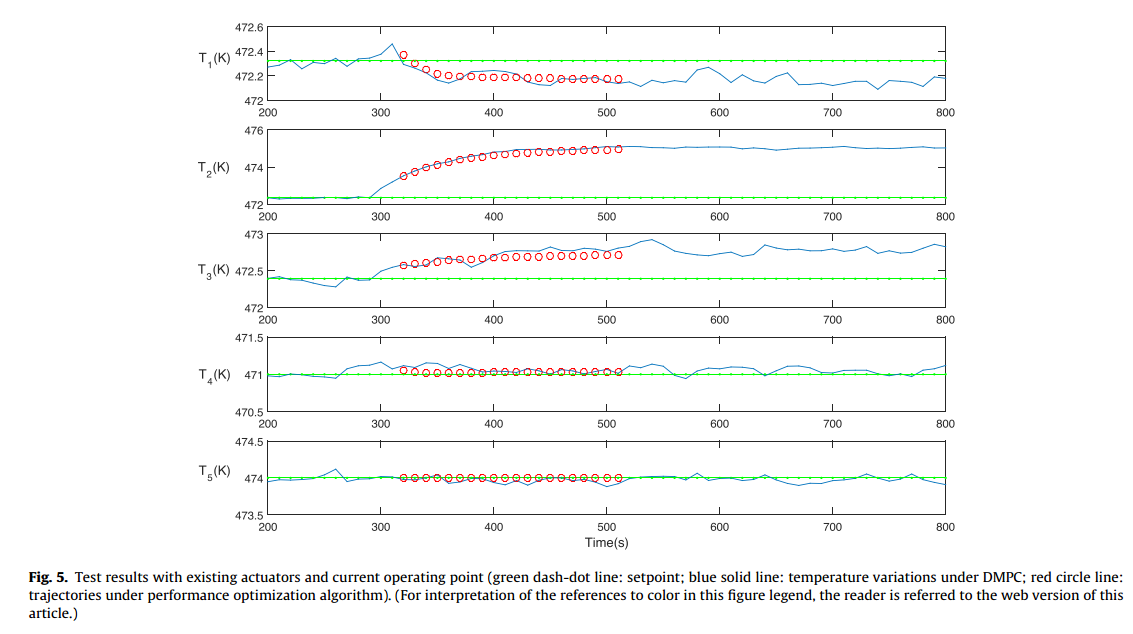 472.6
472.4
T1(K)
472.2
472
200 300 400 500 600 700 800
476
T2(K) 474
472
200 300 400 500 600 700 800
473
T3(K) 472.5
472
200 300 400 500 600 700 800
471.5
T4(K) 471
470.5
200 300 400 500 600 700 800
474.5
T5(K) 474
473.5
200 300 400 500 600 700 800
Time(s)
Fig. 5. Test results with existing actuators and current operating point (green dash-dot line: setpoint; blue solid line: temperature variations under DMPC; red circle line:
trajectories under performance optimization algorithm). (For interpretation of the references to color in this figure legend, the reader is referred to the web version of this
article.)